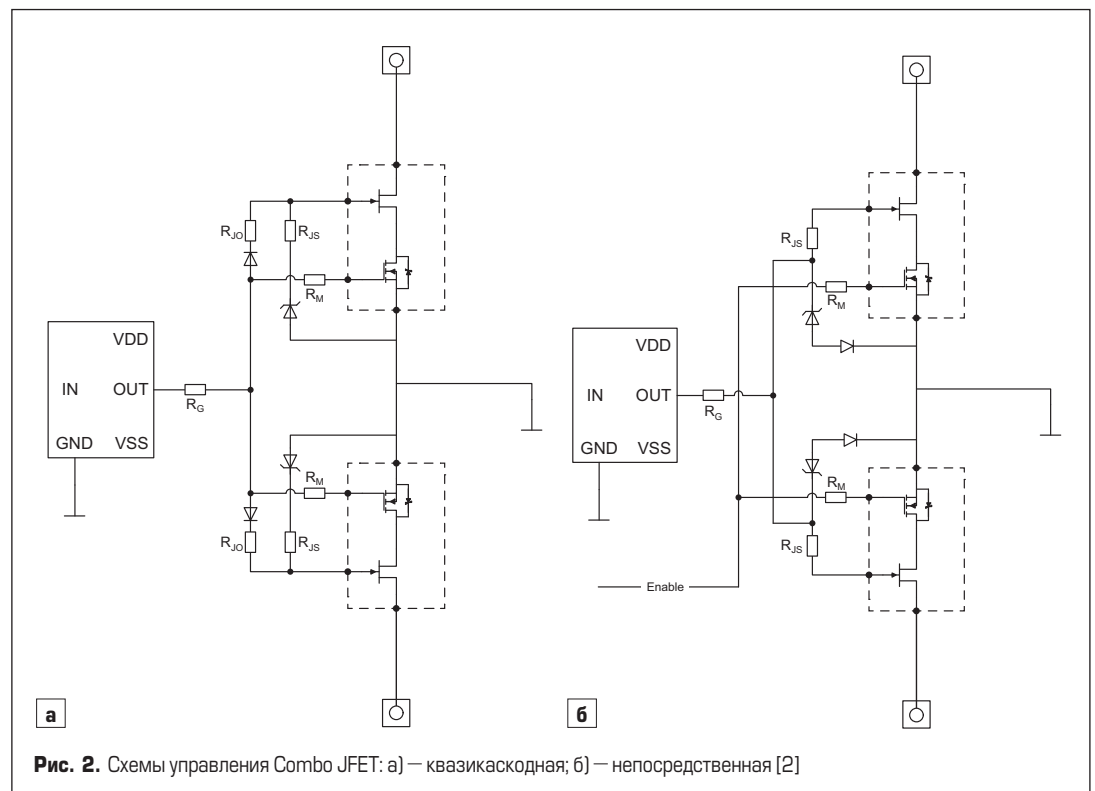 R_JO
R_JS
R_M
VDD
IN OUT
GND VSS
R_G
R_M
R_JO
R_JS
а
R_JS
R_M
VDD
IN OUT
GND VSS
R_G
R_M
R_JS
Enable
б
Рис. 2. Схемы управления Combo JFET: а) — квазикаскодная; б) — непосредственная [2]